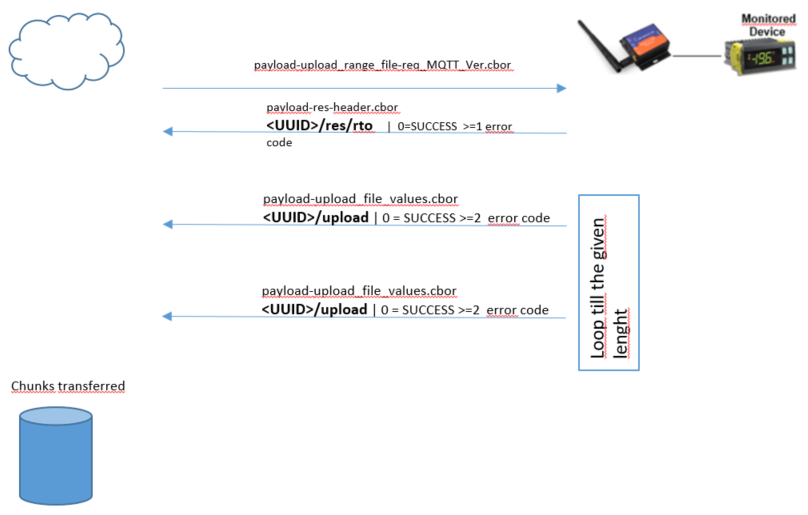 Monitored
Device
payload-upload_range_file-req_MQTT_Ver.cbor
-19.6
payload-res-header.cbor
<UUID>/res/rto | 0=SUCCESS >=1 error
code
payload-upload_file_values.cbor
<UUID>/upload | 0 = SUCCESS >=2 error code
payload-upload_file_values.cbor
<UUID>/upload | 0 = SUCCESS >=2 error code
Loop till the given
lenght
Chunks transferred